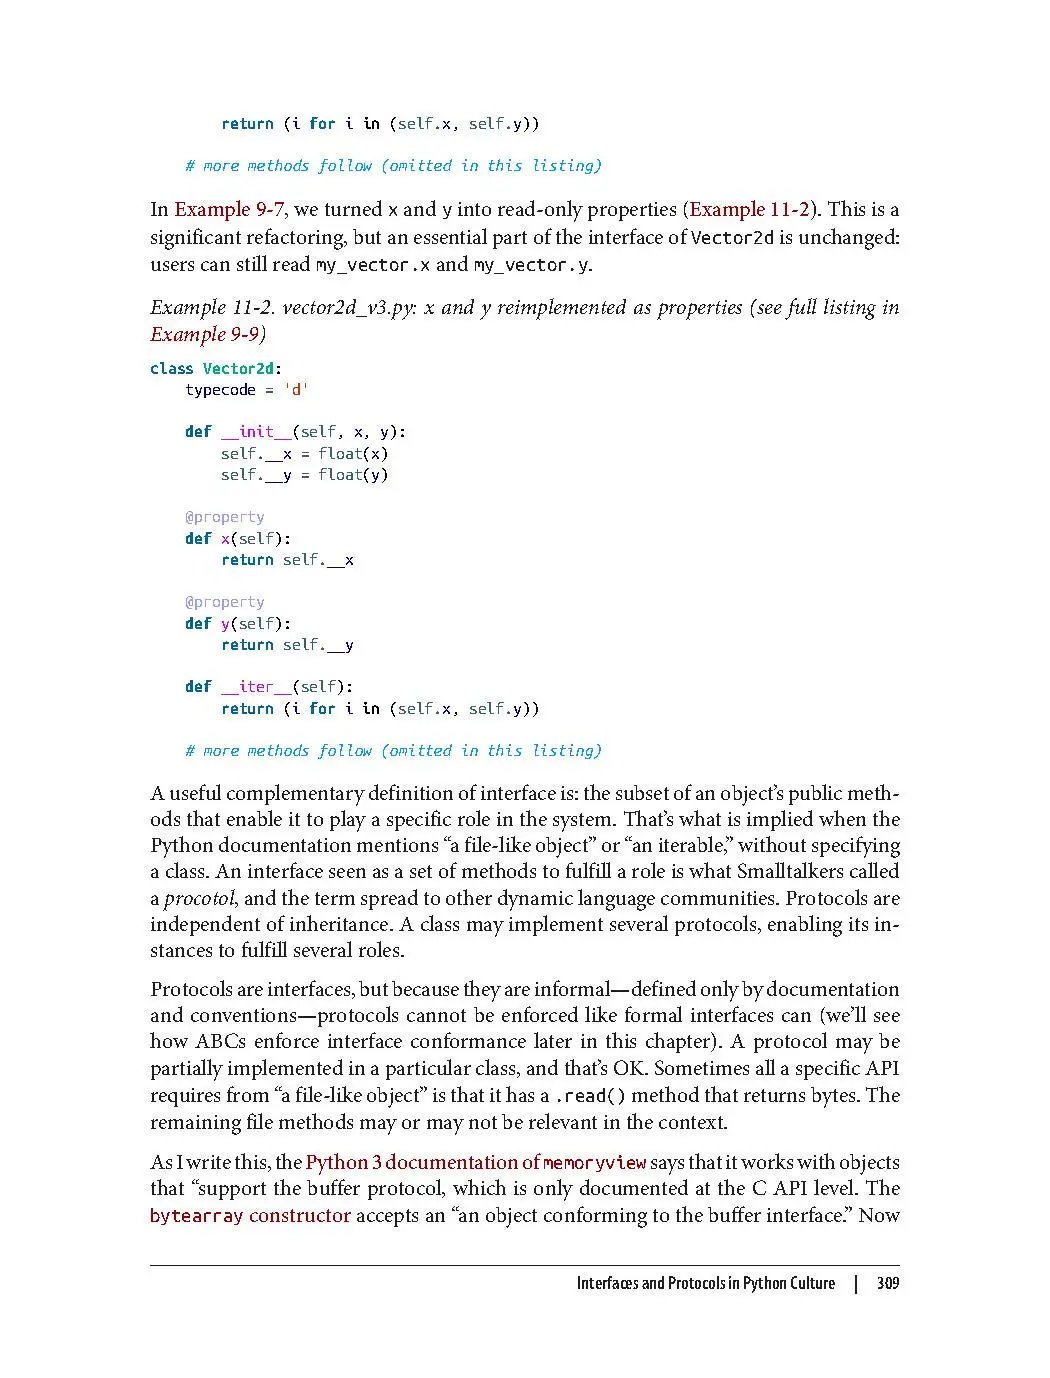 return (i for i in (self.x, self.y))
# more methods follow (omitted in this listing)
In Example 9-7, we turned x and y into read-only properties (Example 11-2). This is a
significant refactoring, but an essential part of the interface of Vector2d is unchanged:
users can still read my_vector.x and my_vector.y.
Example 11-2. vector2d_v3.py: x and y reimplemented as properties (see full listing in
Example 9-9)
class Vector2d:
    typecode = 'd'
    def __init__(self, x, y):
        self.__x = float(x)
        self.__y = float(y)
    @property
    def x(self):
        return self.__x
    @property
    def y(self):
        return self.__y
    def __iter__(self):
        return (i for i in (self.x, self.y))
    # more methods follow (omitted in this listing)
A useful complementary definition of interface is: the subset of an object’s public meth-
ods that enable it to play a specific role in the system. That’s what is implied when the
Python documentation mentions “a file-like object” or “an iterable,” without specifying
a class. An interface seen as a set of methods to fulfill a role is what Smalltalkers called
a procotol, and the term spread to other dynamic language communities. Protocols are
independent of inheritance. A class may implement several protocols, enabling its in-
stances to fulfill several roles.
Protocols are interfaces, but because they are informal—defined only by documentation
and conventions—protocols cannot be enforced like formal interfaces can (we’ll see
how ABCs enforce interface conformance later in this chapter). A protocol may be
partially implemented in a particular class, and that’s OK. Sometimes all a specific API
requires from “a file-like object” is that it has a .read() method that returns bytes. The
remaining file methods may or may not be relevant in the context.
As I write this, the Python 3 documentation of memoryview says that it works with objects
that “support the buffer protocol, which is only documented at the C API level. The
bytearray constructor accepts an “an object conforming to the buffer interface.” Now
Interfaces and Protocols in Python Culture | 309